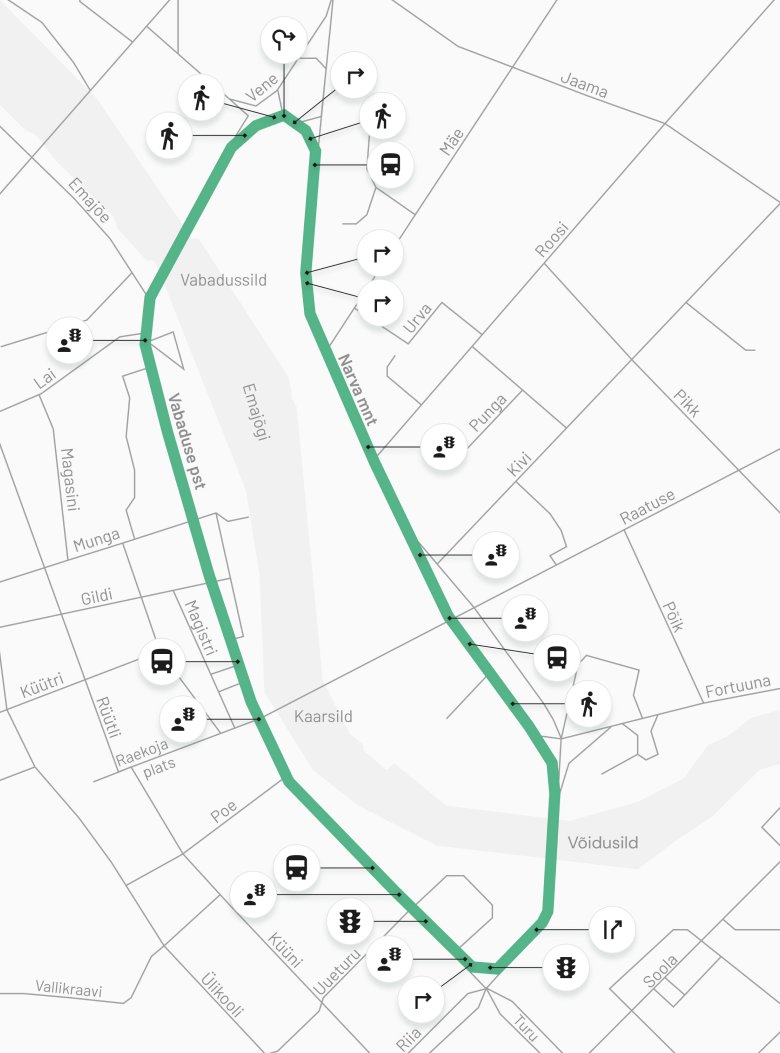 Vene
Jaama
Mäe
Emajõe
Roosi
Vabadussild
Urva
Lai
Narva mnt
Emajõgi
Vabaduse pst
Punga
Pikk
Magasini
Kivi
Raatuse
Munga
Gildi
Magistri
Põik
Küütri
Rüütli
Fortuuna
Kaarsild
Raekoja
plats
Poe
Võidusild
Küüni
Uueturu
Soola
Vallikraavi
Ülikooli
Riia
Turu